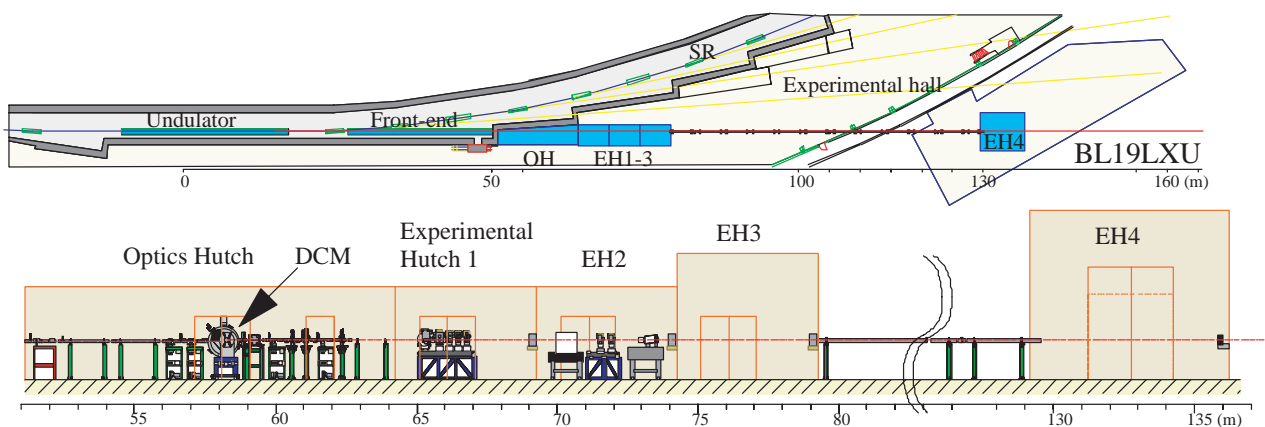 SR
Experimental hall
Undulator
Front-end
OH
EH1-3
EH4
BL19LXU
0
50
100
130
160 (m)
Optics Hutch
DCM
Experimental
Hutch 1
EH2
EH3
EH4
55
60
65
70
75
80
130
135 (m)